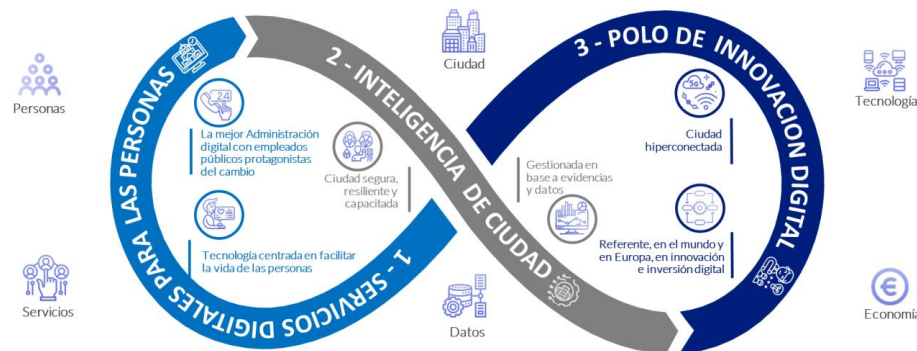 Personas
Servicios
1 - SERVICIOS DIGITALES PARA LAS PERSONAS
24
La mejor Administración
digital con empleados
públicos protagonistas
del cambio
Tecnología centrada en facilitar
la vida de las personas
Ciudad
2 - INTELIGENCIA DE CIUDAD
Ciudad segura,
resiliente y
capacitada
Gestionada en
base a evidencias
y datos
Datos
3 - POLO DE INNOVACION DIGITAL
5G
Ciudad
hiperconectada
Referente, en el mundo y
en Europa, en innovación
e inversión digital
Tecnología
€
Economía